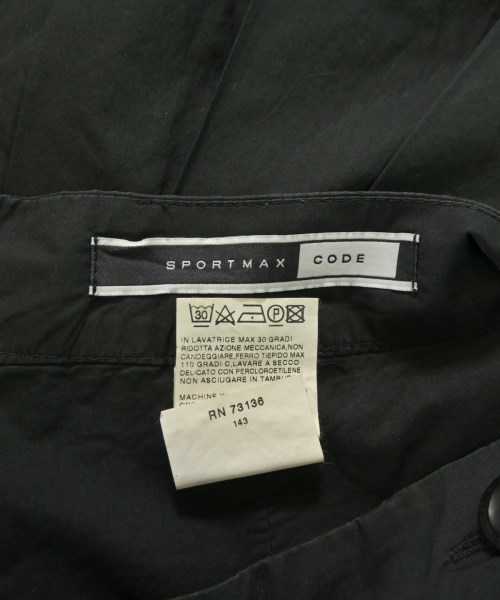 SPORTMAX CODE
30 P
IN LAVATRICE MAX 30 GRADI
RIDOTTA AZIONE MECCANICA,NON
CANDEGGIARE,FERRO TIEPIDO MAX
110 GRADI C,LAVARE A SECCO
DELICATO CON PERCLOROETILENE
NON ASCIUGARE IN TAMBUR
MACHINE
RN 73136
143